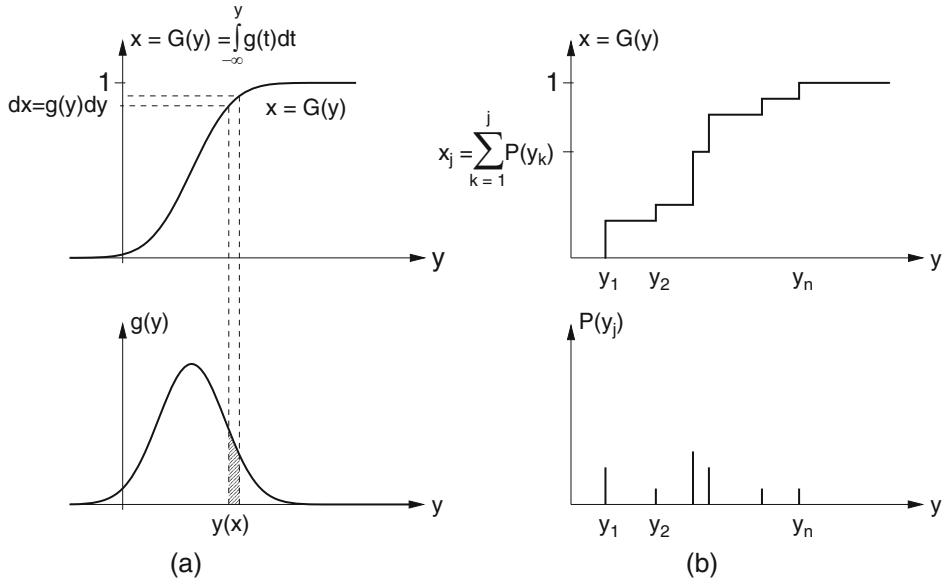 x = G(y) = ∫_{-∞}^{y} g(t)dt
1
dx=g(y)dy
x = G(y)
y
g(y)
y
y(x)
(a)
x = G(y)
1
x_j = ∑_{k = 1}^{j} P(y_k)
y
y_1 y_2 y_n
P(y_j)
y
y_1 y_2 y_n
(b)